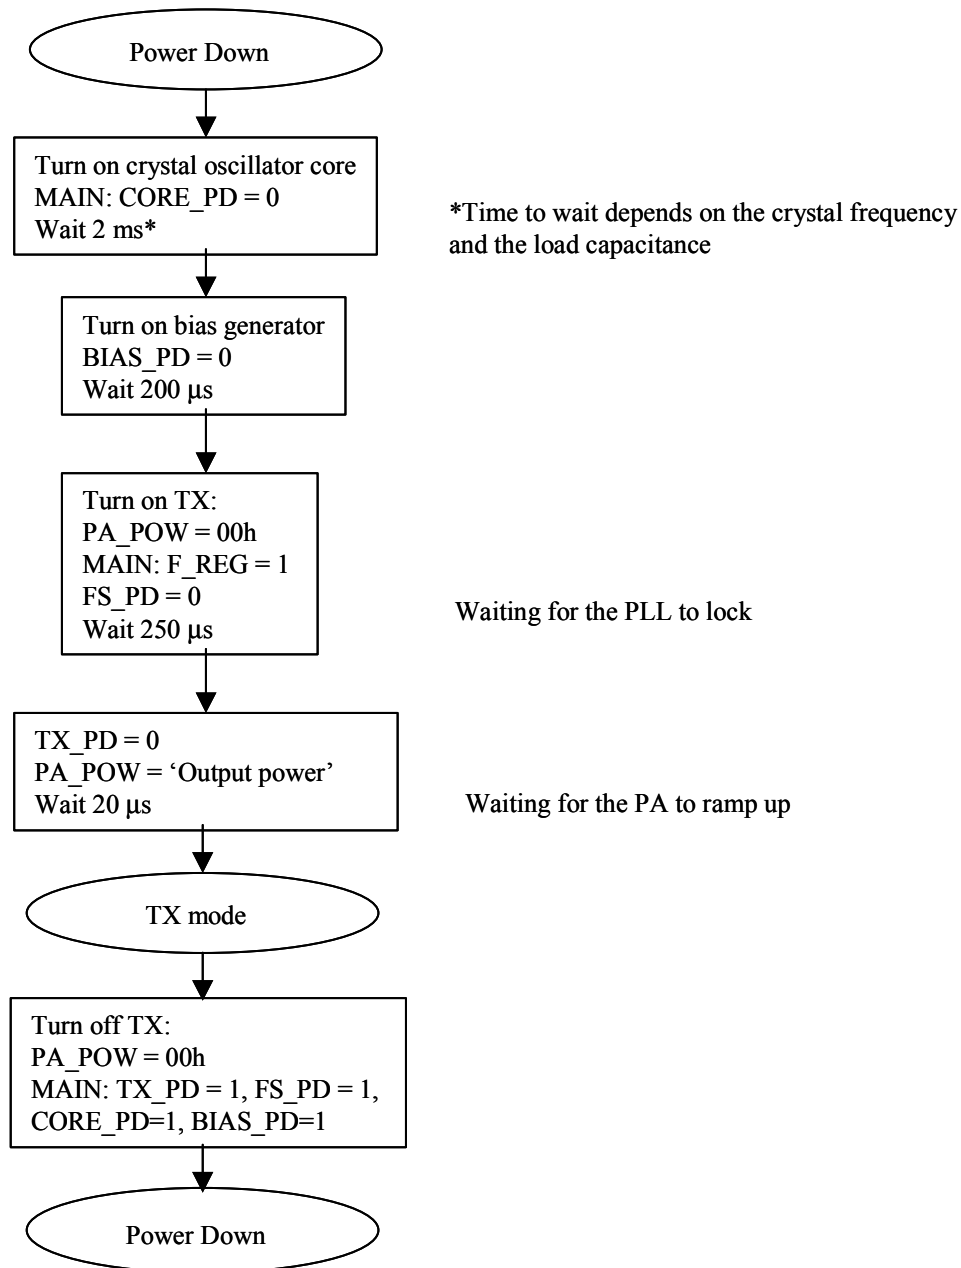 Power Down
Turn on crystal oscillator core
MAIN: CORE_PD = 0
Wait 2 ms*
*Time to wait depends on the crystal frequency
and the load capacitance
Turn on bias generator
BIAS_PD = 0
Wait 200 μs
Turn on TX:
PA_POW = 00h
MAIN: F_REG = 1
FS_PD = 0
Wait 250 μs
Waiting for the PLL to lock
TX_PD = 0
PA_POW = ‘Output power’
Wait 20 μs
Waiting for the PA to ramp up
TX mode
Turn off TX:
PA_POW = 00h
MAIN: TX_PD = 1, FS_PD = 1,
CORE_PD=1, BIAS_PD=1
Power Down